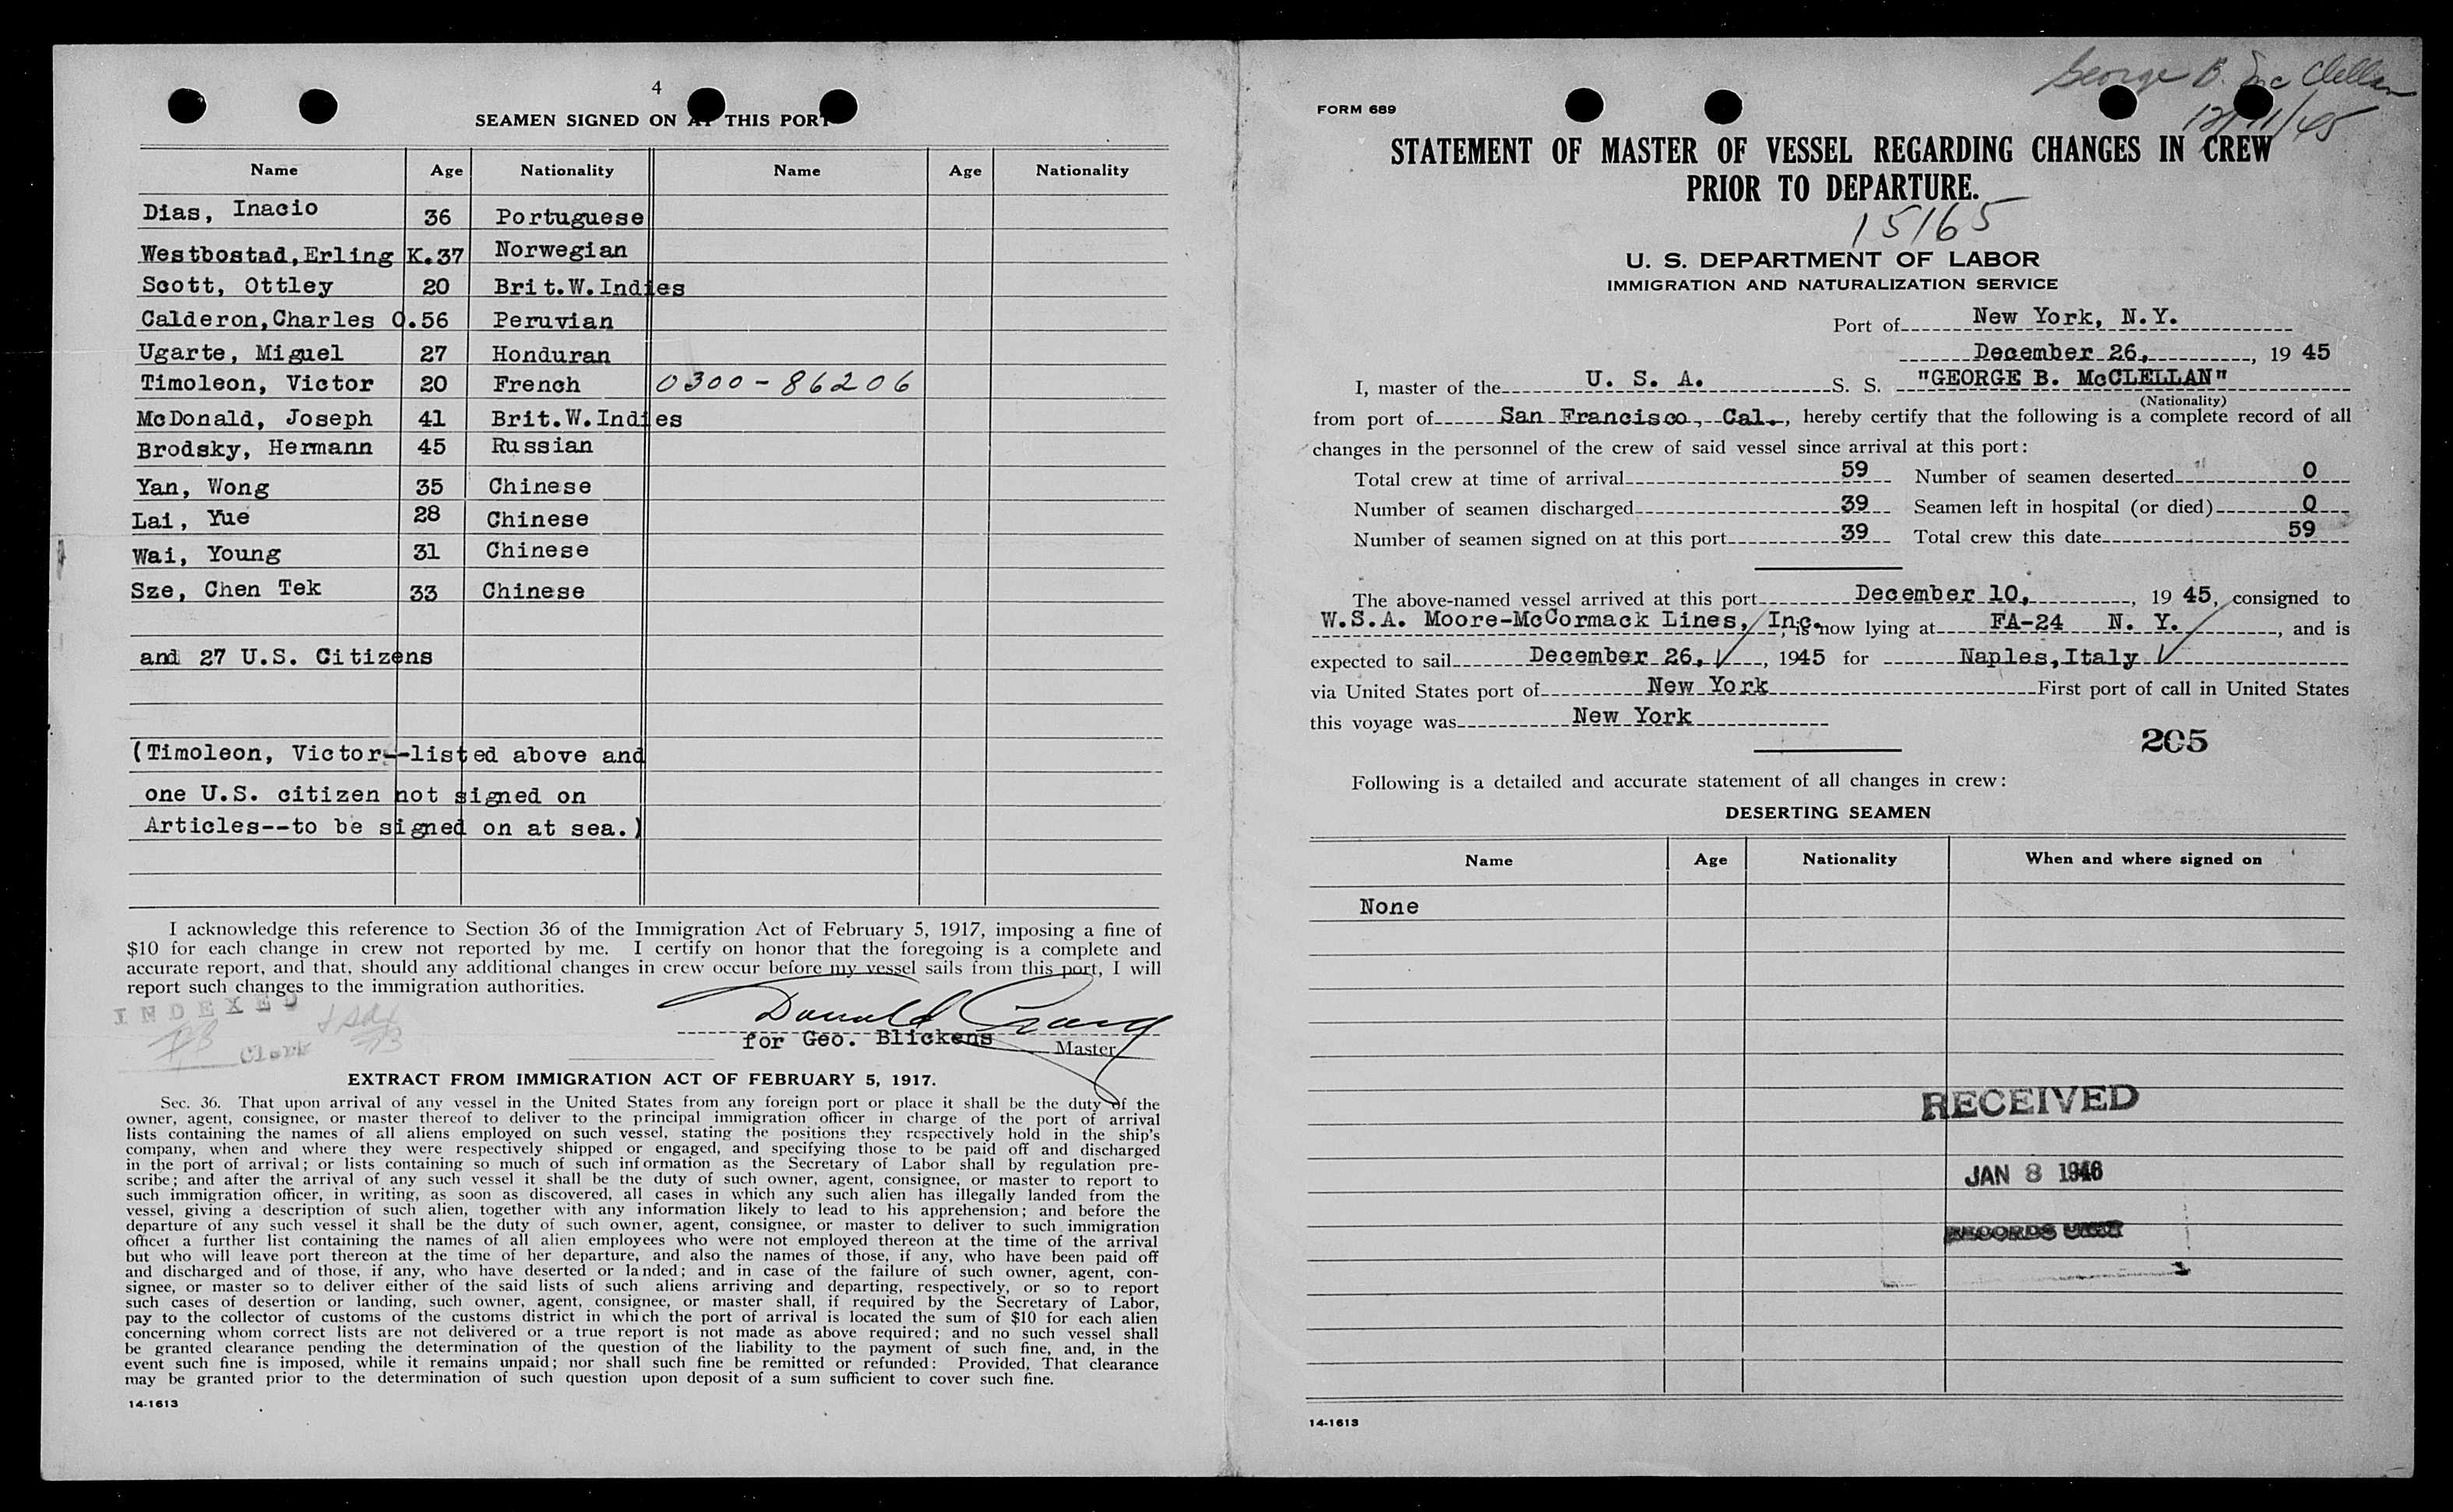 4
SEAMEN SIGNED ON AT THIS PORT
Name Age Nationality Name Age Nationality
Dias, Inacio 36 Portuguese
Westbostad,Erling K.37 Norwegian
Scott, Ottley 20 Brit.W.Indies
Calderon,Charles O.56 Peruvian
Ugarte, Miguel 27 Honduran
Timoleon, Victor 20 French 0300-86206
McDonald, Joseph 41 Brit.W.Indies
Brodsky, Hermann 45 Russian
Yan, Wong 35 Chinese
Lai, Yue 28 Chinese
Wai, Young 31 Chinese
Sze, Chen Tek 33 Chinese
and 27 U.S. Citizens
(Timoleon, Victor--listed above and
one U.S. citizen not signed on
Articles--to be signed on at sea.)
I acknowledge this reference to Section 36 of the Immigration Act of February 5, 1917, imposing a fine of
$10 for each change in crew not reported by me. I certify on honor that the foregoing is a complete and
accurate report, and that, should any additional changes in crew occur before my vessel sails from this port, I will
report such changes to the immigration authorities.
INDEXED
Clerk
Donald Craig
for Geo. Blickens Master
EXTRACT FROM IMMIGRATION ACT OF FEBRUARY 5, 1917.
Sec. 36. That upon arrival of any vessel in the United States from any foreign port or place it shall be the duty of the
owner, agent, consignee, or master thereof to deliver to the principal immigration officer in charge of the port of arrival
lists containing the names of all aliens employed on such vessel, stating the positions they respectively hold in the ship's
company, when and where they were respectively shipped or engaged, and specifying those to be paid off and discharged
in the port of arrival; or lists containing so much of such information as the Secretary of Labor shall by regulation pre-
scribe; and after the arrival of any such vessel it shall be the duty of such owner, agent, consignee, or master to report to
such immigration officer, in writing, as soon as discovered, all cases in which any such alien has illegally landed from the
vessel, giving a description of such alien, together with any information likely to lead to his apprehension; and before the
departure of any such vessel it shall be the duty of such owner, agent, consignee, or master to deliver to such immigration
officer a further list containing the names of all alien employees who were not employed thereon at the time of the arrival
but who will leave port thereon at the time of her departure, and also the names of those, if any, who have been paid off
and discharged and of those, if any, who have deserted or landed; and in case of the failure of such owner, agent, con-
signee, or master so to deliver either of the said lists of such aliens arriving and departing, respectively, or so to report
such cases of desertion or landing, such owner, agent, consignee, or master shall, if required by the Secretary of Labor,
pay to the collector of customs of the customs district in which the port of arrival is located the sum of $10 for each alien
concerning whom correct lists are not delivered or a true report is not made as above required; and no such vessel shall
be granted clearance pending the determination of the question of the liability to the payment of such fine, and, in the
event such fine is imposed, while it remains unpaid; nor shall such fine be remitted or refunded: Provided, That clearance
may be granted prior to the determination of such question upon deposit of a sum sufficient to cover such fine.
14-1613
George B. McClellan
12/11/45
FORM 689
STATEMENT OF MASTER OF VESSEL REGARDING CHANGES IN CREW
PRIOR TO DEPARTURE.
15165
U. S. DEPARTMENT OF LABOR
IMMIGRATION AND NATURALIZATION SERVICE
Port of New York, N.Y.
December 26, , 19 45
I, master of the U. S. A. S. S. "GEORGE B. McCLELLAN"
(Nationality)
from port of San Francisco, Cal., hereby certify that the following is a complete record of all
changes in the personnel of the crew of said vessel since arrival at this port:
Total crew at time of arrival 59 Number of seamen deserted 0
Number of seamen discharged 39 Seamen left in hospital (or died) 0
Number of seamen signed on at this port 39 Total crew this date 59
The above-named vessel arrived at this port December 10, , 19 45, consigned to
W.S.A. Moore-McCormack Lines, Inc., is now lying at FA-24 N. Y. , and is
expected to sail December 26, , 1945 for Naples,Italy
via United States port of New York First port of call in United States
this voyage was New York
205
Following is a detailed and accurate statement of all changes in crew:
DESERTING SEAMEN
Name Age Nationality When and where signed on
None
RECEIVED
JAN 8 1946
RECORDS UNIT
14-1613